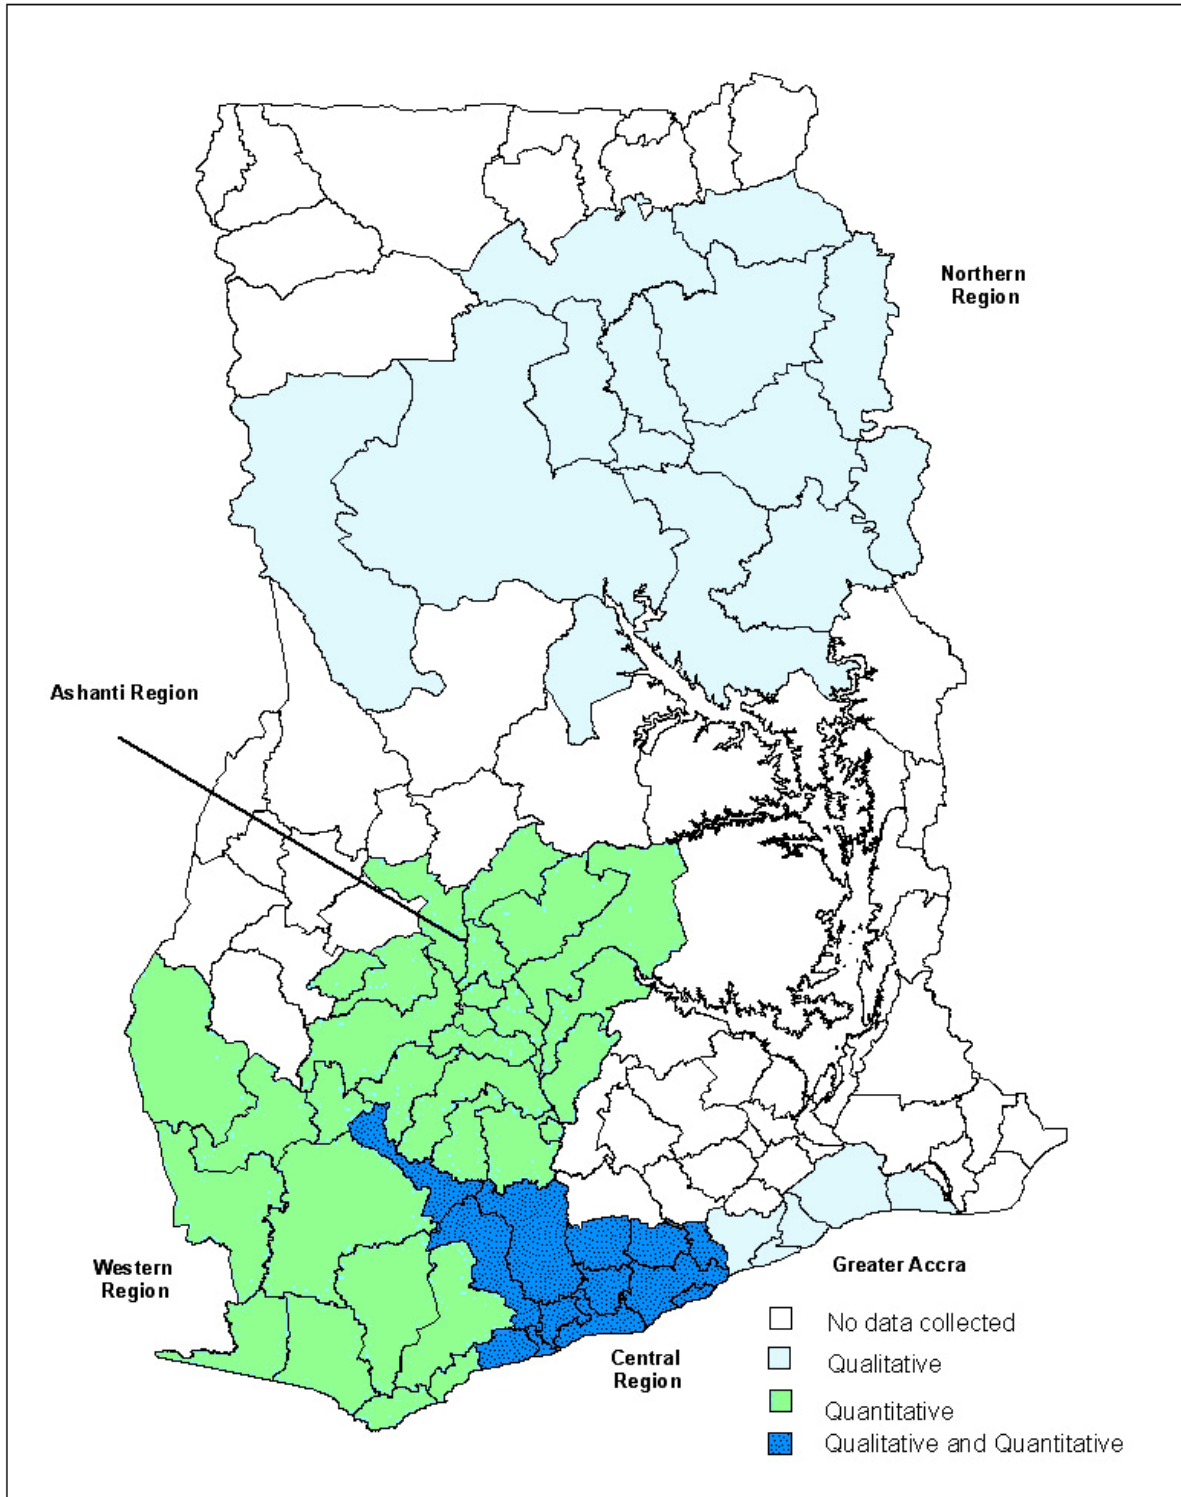 Northern
Region
Ashanti Region
Western
Region
Greater Accra
Central
Region
No data collected
Qualitative
Quantitative
Qualitative and Quantitative